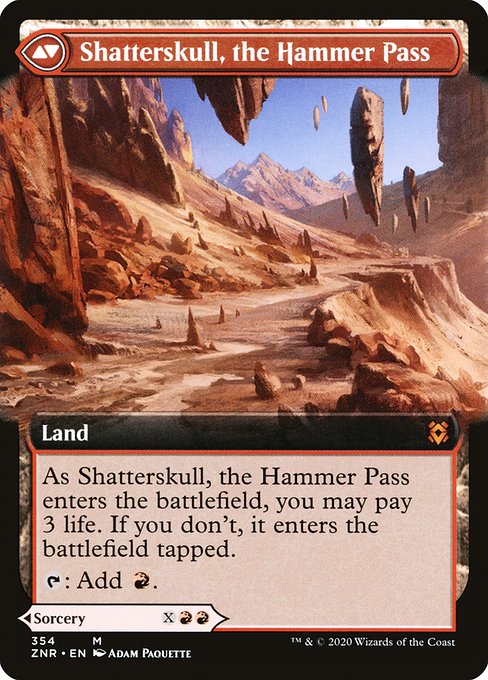 Shatterskull, the Hammer Pass
Land
As Shatterskull, the Hammer Pass
enters the battlefield, you may pay
3 life. If you don't, it enters the
battlefield tapped.
: Add .
Sorcery X
354 M
ZNR • EN Adam Paquette
™ & © 2020 Wizards of the Coast